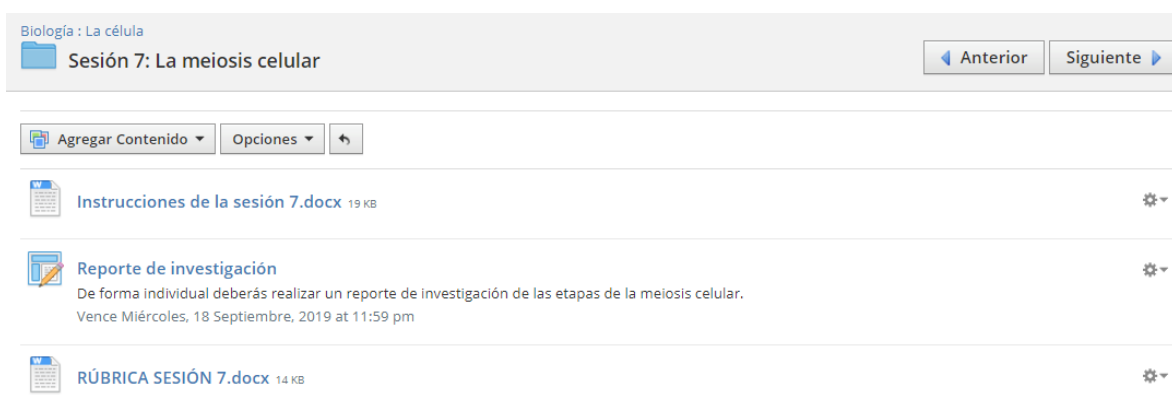 Biología : La célula
Sesión 7: La meiosis celular
Anterior
Siguiente
Agregar Contenido
Opciones
Instrucciones de la sesión 7.docx 19 KB
Reporte de investigación
De forma individual deberás realizar un reporte de investigación de las etapas de la meiosis celular.
Vence Miércoles, 18 Septiembre, 2019 at 11:59 pm
RÚBRICA SESIÓN 7.docx 14 KB